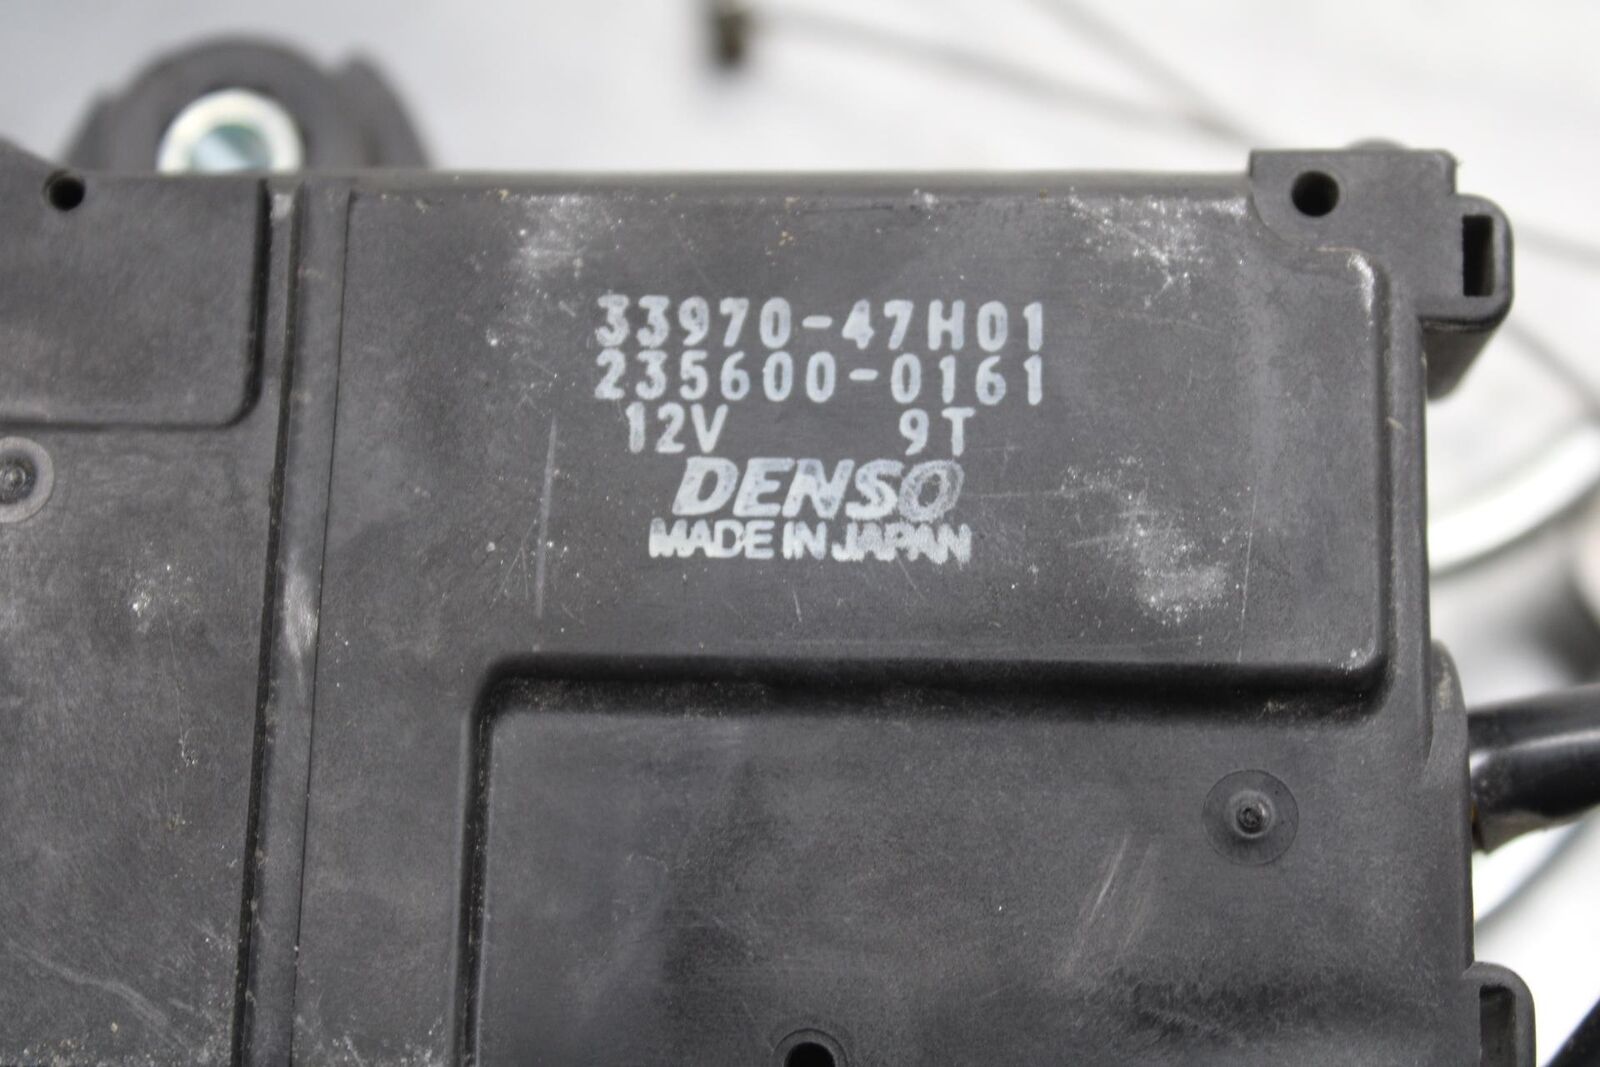 33970-47H01
235600-0161
12V 9T
DENSO
MADE IN JAPAN